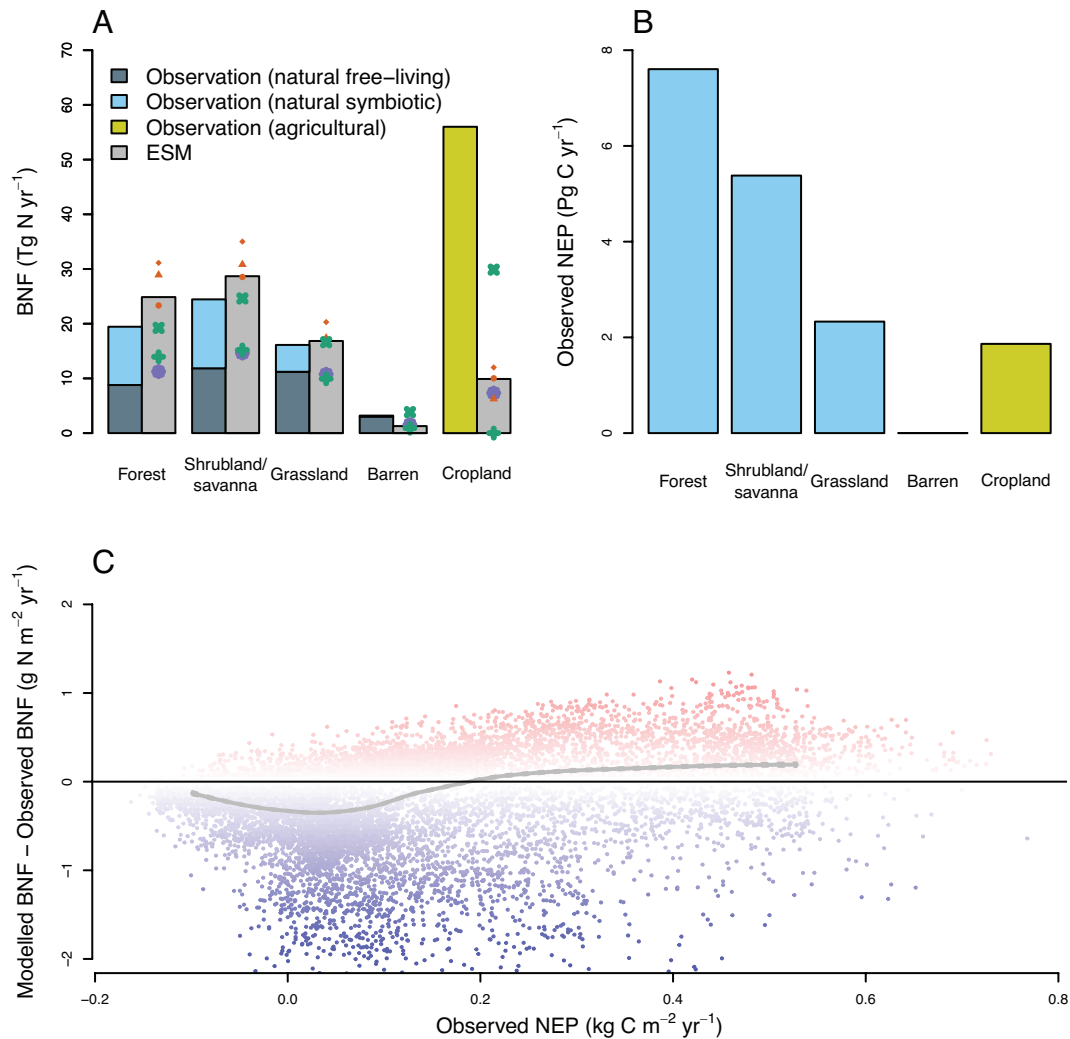 A
BNF (Tg N yr⁻¹)
70
60
50
40
30
20
10
0
Observation (natural free−living)
Observation (natural symbiotic)
Observation (agricultural)
ESM
Forest
Shrubland/
savanna
Grassland
Barren
Cropland
B
Observed NEP (Pg C yr⁻¹)
8
6
4
2
0
Forest
Shrubland/
savanna
Grassland
Barren
Cropland
C
Modelled BNF − Observed BNF (g N m⁻² yr⁻¹)
2
1
0
−1
−2
−0.2
0.0
0.2
0.4
0.6
0.8
Observed NEP (kg C m⁻² yr⁻¹)